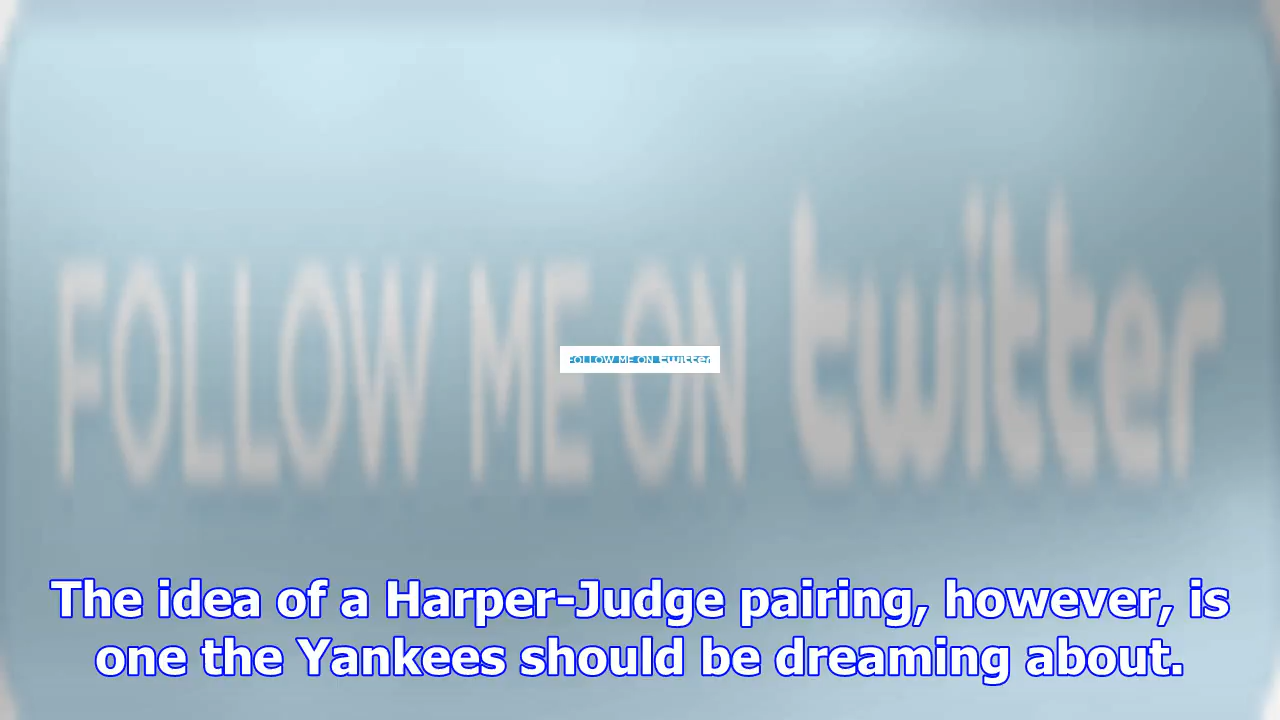 FOLLOW ME ON twitter
FOLLOW ME ON twitter
The idea of a Harper-Judge pairing, however, is
one the Yankees should be dreaming about.